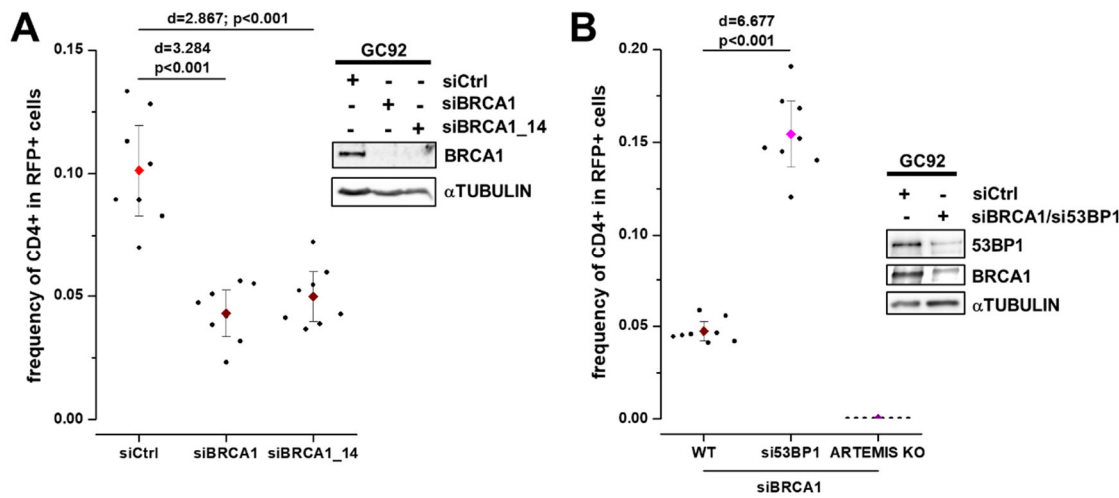 A
d=2.867; p<0.001
d=3.284
p<0.001
frequency of CD4+ in RFP+ cells
0.15
0.10
0.05
0.00
siCtrl
siBRCA1
siBRCA1_14
GC92
+ - - siCtrl
- + - siBRCA1
- - + siBRCA1_14
BRCA1
αTUBULIN
B
d=6.677
p<0.001
frequency of CD4+ in RFP+ cells
0.20
0.15
0.10
0.05
0.00
WT
si53BP1
ARTEMIS KO
siBRCA1
GC92
+ - siCtrl
- + siBRCA1/si53BP1
53BP1
BRCA1
αTUBULIN